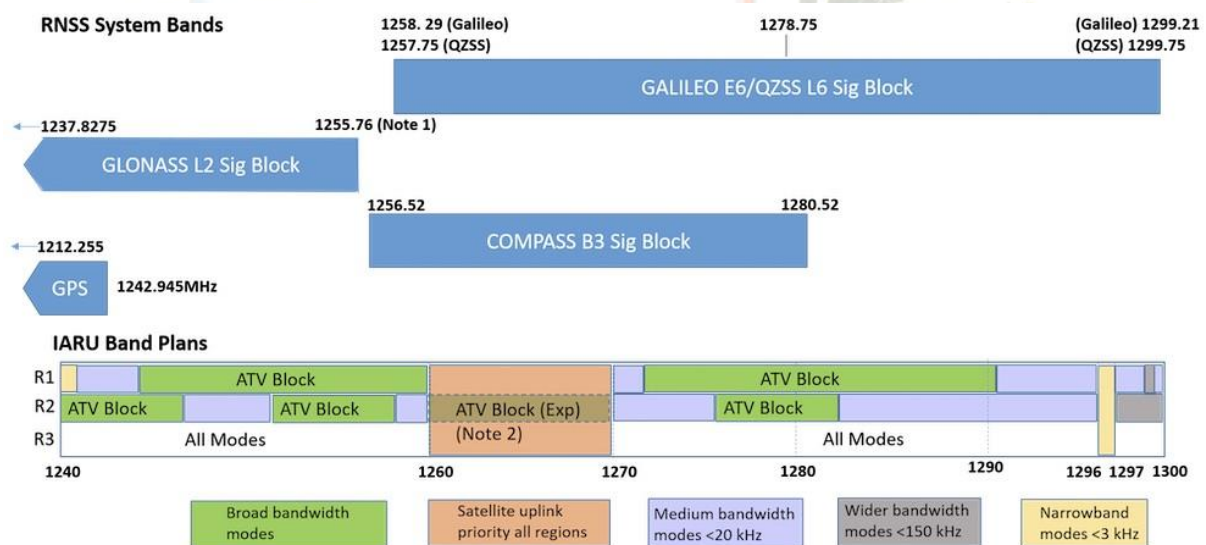 RNSS System Bands
1258. 29 (Galileo)
1257.75 (QZSS)
1278.75
(Galileo) 1299.21
(QZSS) 1299.75
GALILEO E6/QZSS L6 Sig Block
1237.8275
1255.76 (Note 1)
GLONASS L2 Sig Block
1256.52
1280.52
COMPASS B3 Sig Block
1212.255
GPS
1242.945MHz
IARU Band Plans
R1
ATV Block
ATV Block
R2
ATV Block
ATV Block
ATV Block (Exp)
(Note 2)
ATV Block
R3
All Modes
All Modes
1240
1260
1270
1280
1290
1296
1297
1300
Broad bandwidth
modes
Satellite uplink
priority all regions
Medium bandwidth
modes <20 kHz
Wider bandwidth
modes <150 kHz
Narrowband
modes <3 kHz